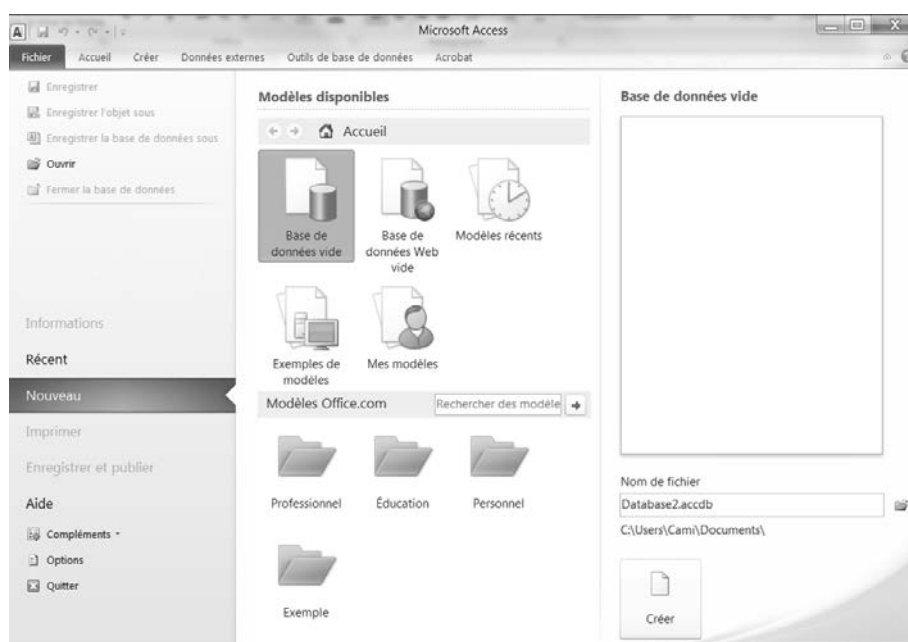 Microsoft Access
Fichier Accueil Créer Données externes Outils de base de données Acrobat
Enregistrer
Enregistrer l'objet sous
Enregistrer la base de données sous
Ouvrir
Fermer la base de données
Informations
Récent
Nouveau
Imprimer
Enregistrer et publier
Aide
Compléments
Options
Quitter
Modèles disponibles
Accueil
Base de
données vide
Base de
données Web
vide
Modèles récents
Exemples de
modèles
Mes modèles
Modèles Office.com
Rechercher des modèle
Professionnel
Éducation
Personnel
Exemple
Base de données vide
Nom de fichier
Database2.accdb
C:\Users\Cami\Documents\
Créer